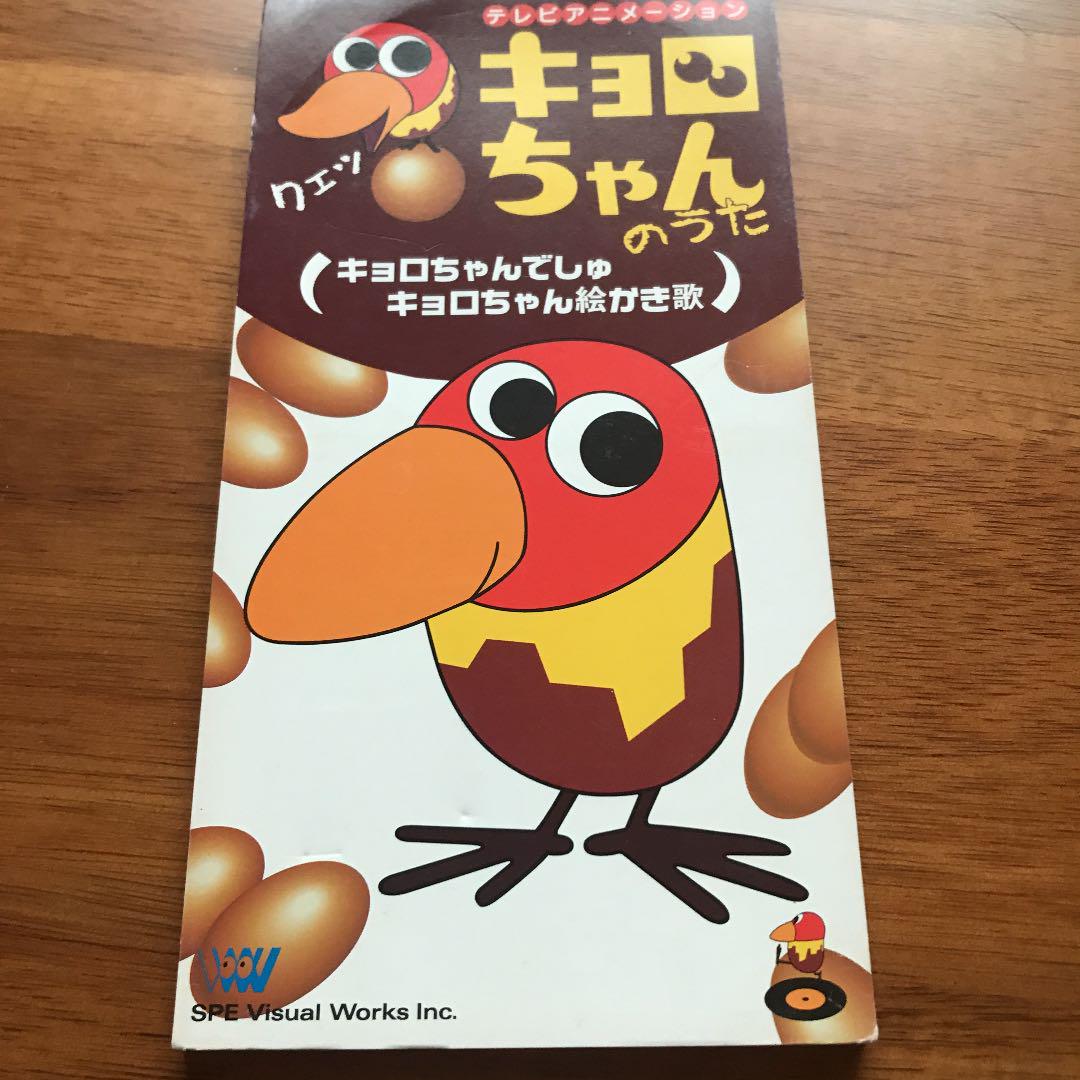 テレビアニメーション
キョロ
ちゃん
のうた
クェッ
(キョロちゃんでしゅ
キョロちゃん絵かき歌)
SPE Visual Works Inc.